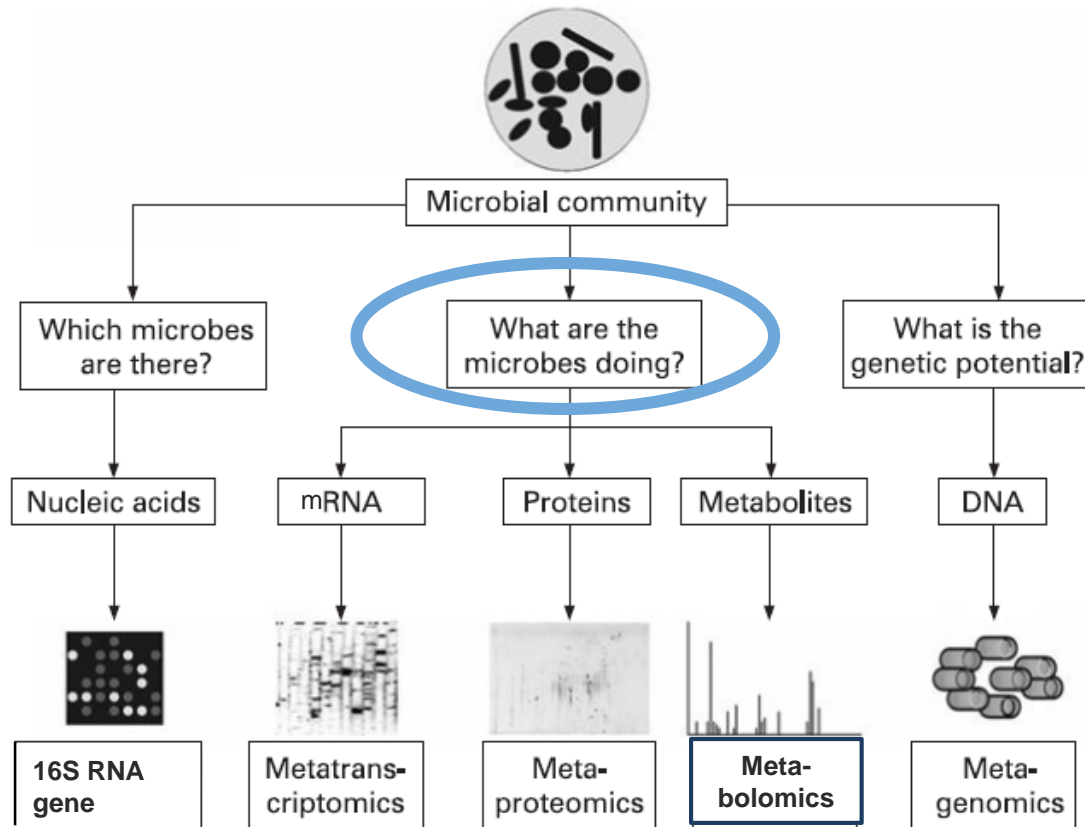 Microbial community
Which microbes
are there?
What are the
microbes doing?
What is the
genetic potential?
Nucleic acids
mRNA
Proteins
Metabolites
DNA
16S RNA
gene
Metatrans-
criptomics
Meta-
proteomics
Meta-
bolomics
Meta-
genomics